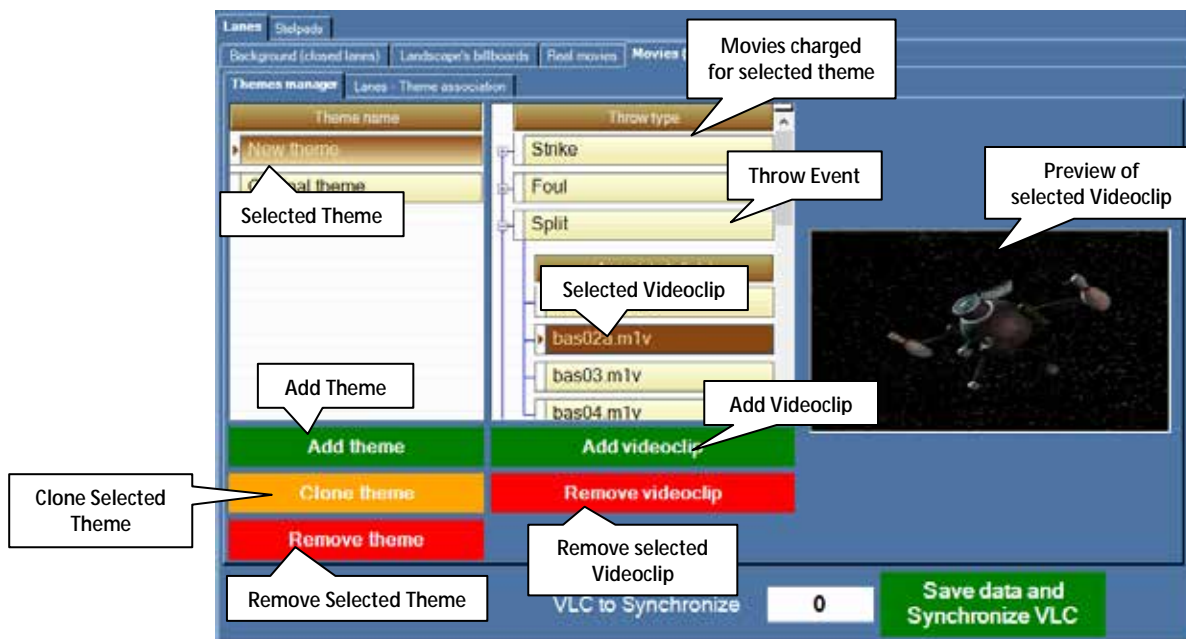 Lanes Stelpads
Background (closed lanes) Landscape's billboards Reel movies Movies (
Themes manager Lanes - Theme association
Movies charged
for selected theme
Theme name
Throw type
New theme
theme
Selected Theme
Strike
Foul
Split
Throw Event
Preview of
selected Videoclip
Selected Videoclip
bas02a.m1v
bas03.m1v
bas04.m1v
Add Theme
Add Videoclip
Add theme
Add videoclip
Clone Selected
Theme
Clone theme
Remove videoclip
Remove theme
Remove selected
Videoclip
Remove Selected Theme
VLC to Synchronize
0
Save data and
Synchronize VLC